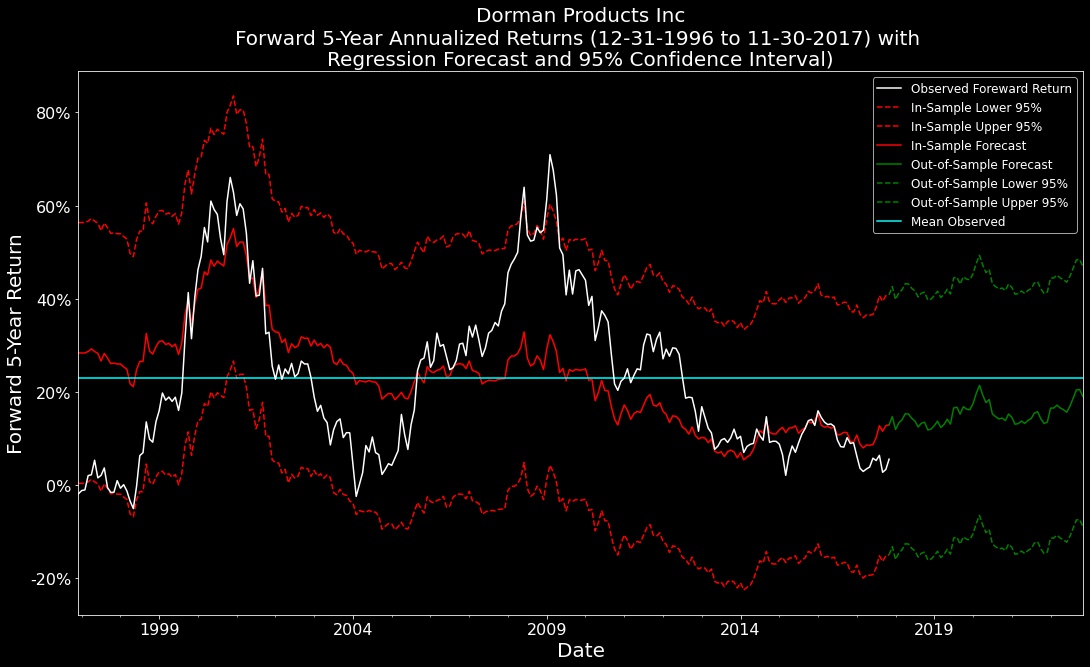 Dorman Products Inc
Forward 5-Year Annualized Returns (12-31-1996 to 11-30-2017) with
Regression Forecast and 95% Confidence Interval)
Observed Foreward Return
In-Sample Lower 95%
In-Sample Upper 95%
In-Sample Forecast
Out-of-Sample Forecast
Out-of-Sample Lower 95%
Out-of-Sample Upper 95%
Mean Observed
Forward 5-Year Return
80%
60%
40%
20%
0%
-20%
1999 2004 2009 2014 2019
Date